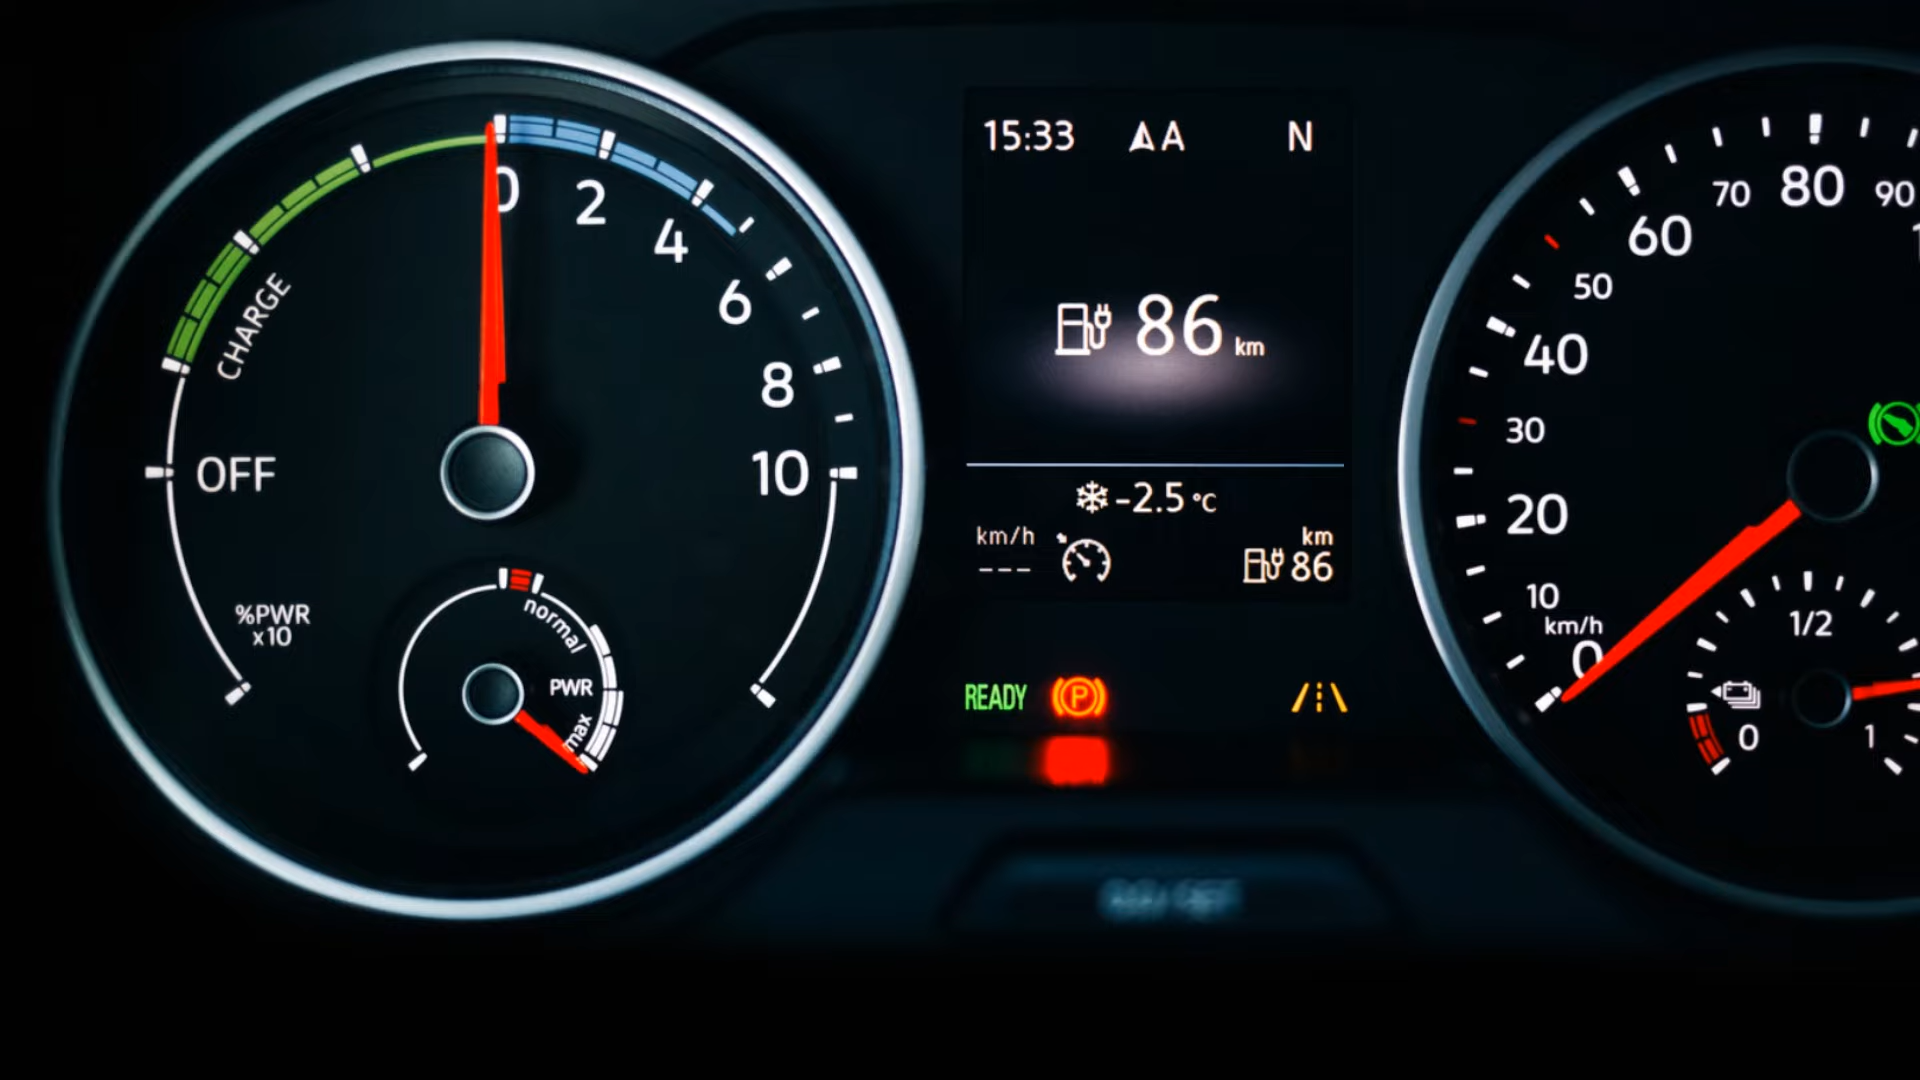 0
2
4
6
8
10
CHARGE
OFF
%PWR
x10
normal
PWR
max
15:33 A N
86 km
-2.5 °C
km/h
---
km
86
READY
P
0
10
20
30
40
50
60
70
80
90
km/h
1/2
0
1